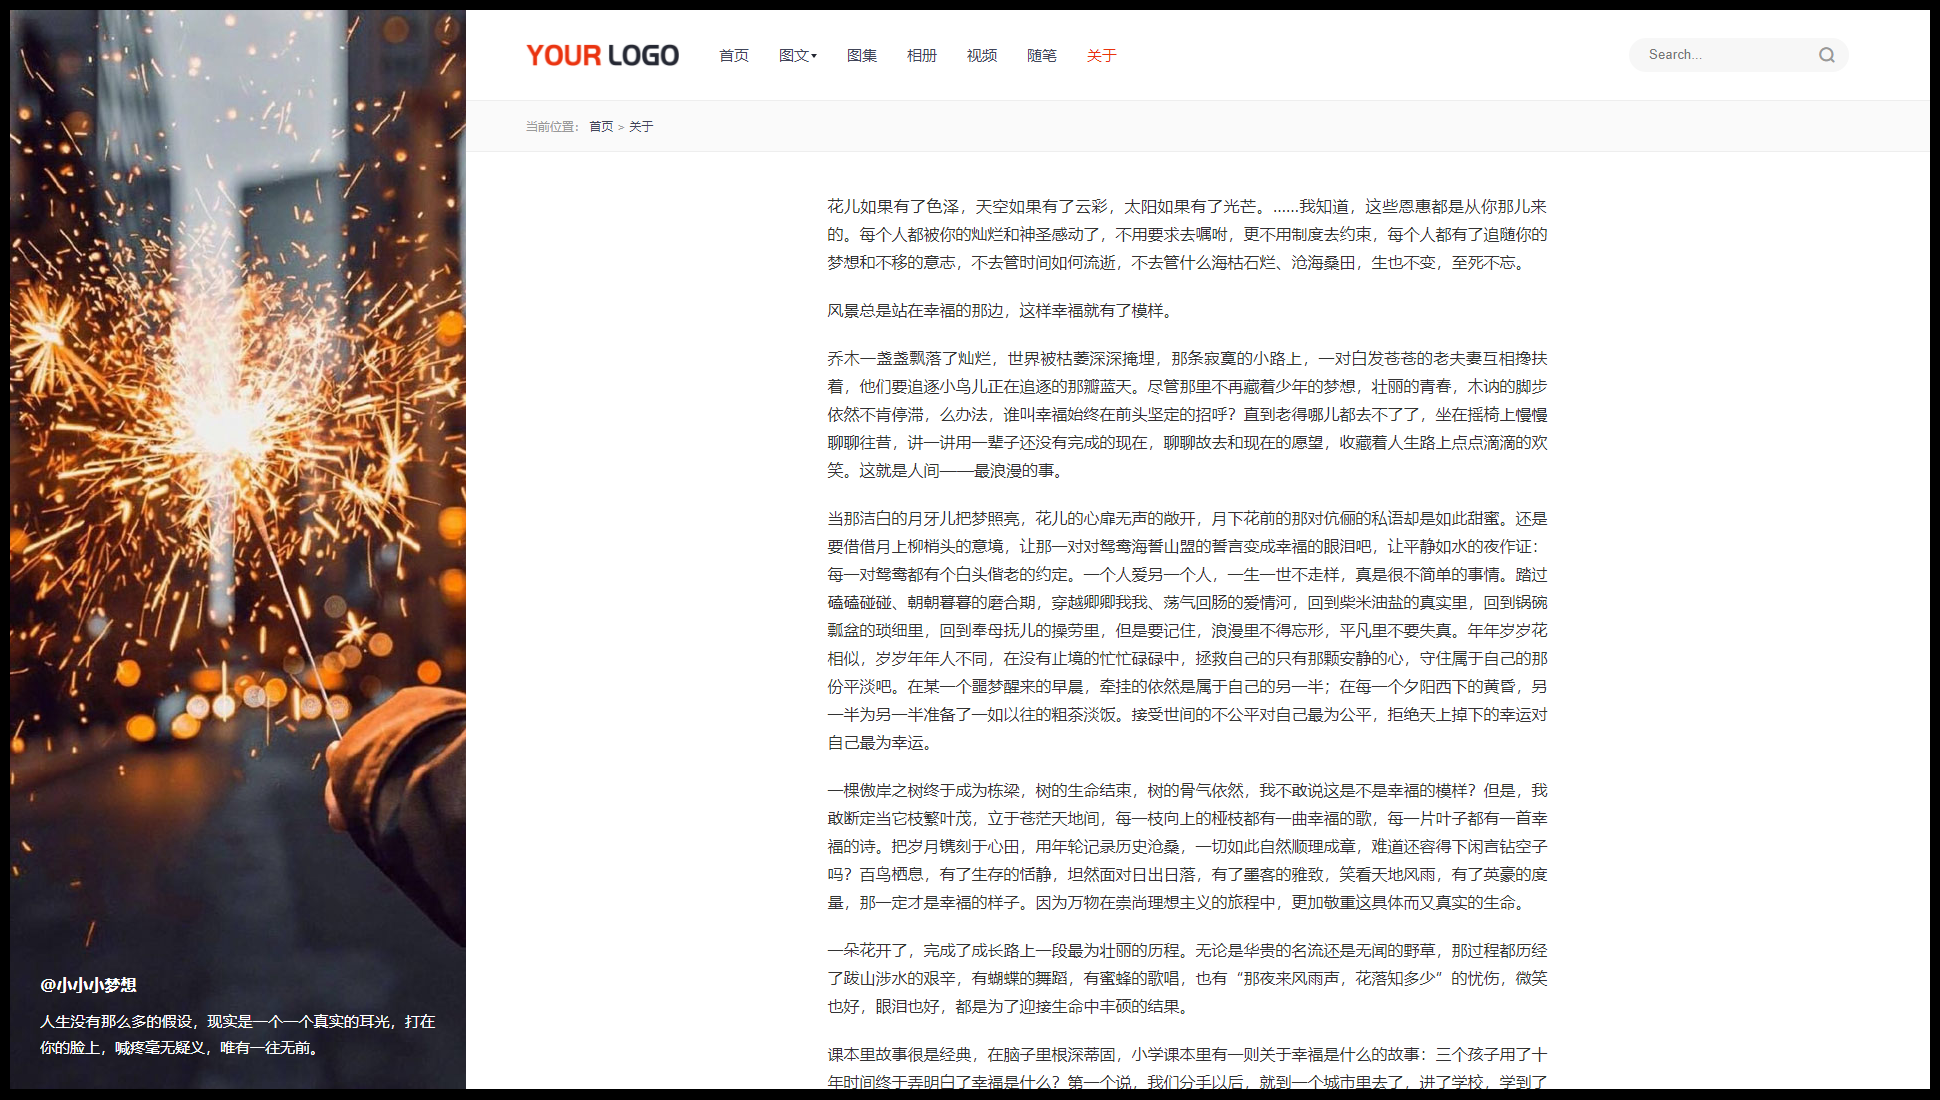 YOUR LOGO 首页 图文 图集 相册 视频 随笔 关于 Search...
当前位置： 首页 > 关于
花儿如果有了色泽，天空如果有了云彩，太阳如果有了光芒。……我知道，这些恩惠都是从你那儿来
的。每个人都被你的灿烂和神圣感动了，不用要求去嘱咐，更不用制度去约束，每个人都有了追随你的
梦想和不移的意志，不去管时间如何流逝，不去管什么海枯石烂、沧海桑田，生也不变，至死不忘。
风景总是站在幸福的那边，这样幸福就有了模样。
乔木一盏盏飘落了灿烂，世界被枯萎深深掩埋，那条寂寞的小路上，一对白发苍苍的老夫妻互相搀扶
着，他们要追逐小鸟儿正在追逐的那瓣蓝天。尽管那里不再藏着少年的梦想，壮丽的青春，木讷的脚步
依然不肯停滞，么办法，谁叫幸福始终在前头坚定的招呼？直到老得哪儿都去不了了，坐在摇椅上慢慢
聊聊往昔，讲一讲用一辈子还没有完成的现在，聊聊故去和现在的愿望，收藏着人生路上点点滴滴的欢
笑。这就是人间——最浪漫的事。
当那洁白的月牙儿把梦照亮，花儿的心扉无声的敞开，月下花前的那对伉俪的私语却是如此甜蜜。还是
要借借月上柳梢头的意境，让那一对对鸳鸯海誓山盟的誓言变成幸福的眼泪吧，让平静如水的夜作证：
每一对鸳鸯都有个白头偕老的约定。一个人爱另一个人，一生一世不走样，真是很不简单的事情。踏过
磕磕碰碰、朝朝暮暮的磨合期，穿越卿卿我我、荡气回肠的爱情河，回到柴米油盐的真实里，回到锅碗
瓢盆的琐细里，回到奉母抚儿的操劳里，但是要记住，浪漫里不得忘形，平凡里不要失真。年年岁岁花
相似，岁岁年年人不同，在没有止境的忙忙碌碌中，拯救自己的只有那颗安静的心，守住属于自己的那
份平淡吧。在某一个噩梦醒来的早晨，牵挂的依然是属于自己的另一半；在每一个夕阳西下的黄昏，另
一半为另一半准备了一如以往的粗茶淡饭。接受世间的不公平对自己最为公平，拒绝天上掉下的幸运对
自己最为幸运。
一棵傲岸之树终于成为栋梁，树的生命结束，树的骨气依然，我不敢说这是不是幸福的模样？但是，我
敢断定当它枝繁叶茂，立于苍茫天地间，每一枝向上的桠枝都有一曲幸福的歌，每一片叶子都有一首幸
福的诗。把岁月镌刻于心田，用年轮记录历史沧桑，一切如此自然顺理成章，难道还容得下闲言钻空子
吗？百鸟栖息，有了生存的恬静，坦然面对日出日落，有了墨客的雅致，笑看天地风雨，有了英豪的度
量，那一定才是幸福的样子。因为万物在崇尚理想主义的旅程中，更加敬重这具体而又真实的生命。
一朵花开了，完成了成长路上一段最为壮丽的历程。无论是华贵的名流还是无闻的野草，那过程都历经
了跋山涉水的艰辛，有蝴蝶的舞蹈，有蜜蜂的歌唱，也有“那夜来风雨声，花落知多少”的忧伤，微笑
也好，眼泪也好，都是为了迎接生命中丰硕的结果。
课本里故事很是经典，在脑子里根深蒂固，小学课本里有一则关于幸福是什么的故事：三个孩子用了十
年时间终于弄明白了幸福是什么？第一个说，我们分手以后，就到一个城市里去了，进了学校，学到了
@小小小梦想
人生没有那么多的假设，现实是一个一个真实的耳光，打在
你的脸上，喊疼毫无疑义，唯有一往无前。